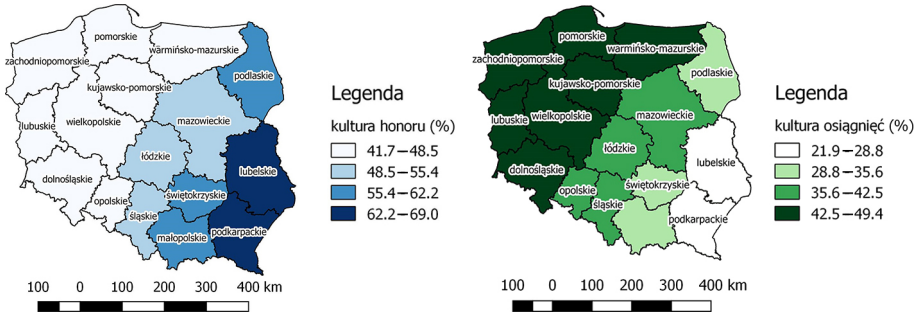 pomorskie
warmińsko-mazurskie
zachodniopomorskie
podlaskie
kujawsko-pomorskie
lubuskie
wielkopolskie
mazowieckie
łódzkie
lubelskie
dolnośląskie
opolskie
śląskie
świętokrzyskie
małopolskie
podkarpackie
Legenda
kultura honoru (%)
41.7–48.5
48.5–55.4
55.4–62.2
62.2–69.0
100 0 100 200 300 400 km
pomorskie
warmińsko-mazurskie
zachodniopomorskie
podlaskie
kujawsko-pomorskie
lubuskie
wielkopolskie
mazowieckie
łódzkie
lubelskie
dolnośląskie
opolskie
śląskie
świętokrzyskie
podkarpackie
Legenda
kultura osiągnięć (%)
21.9–28.8
28.8–35.6
35.6–42.5
42.5–49.4
100 0 100 200 300 400 km